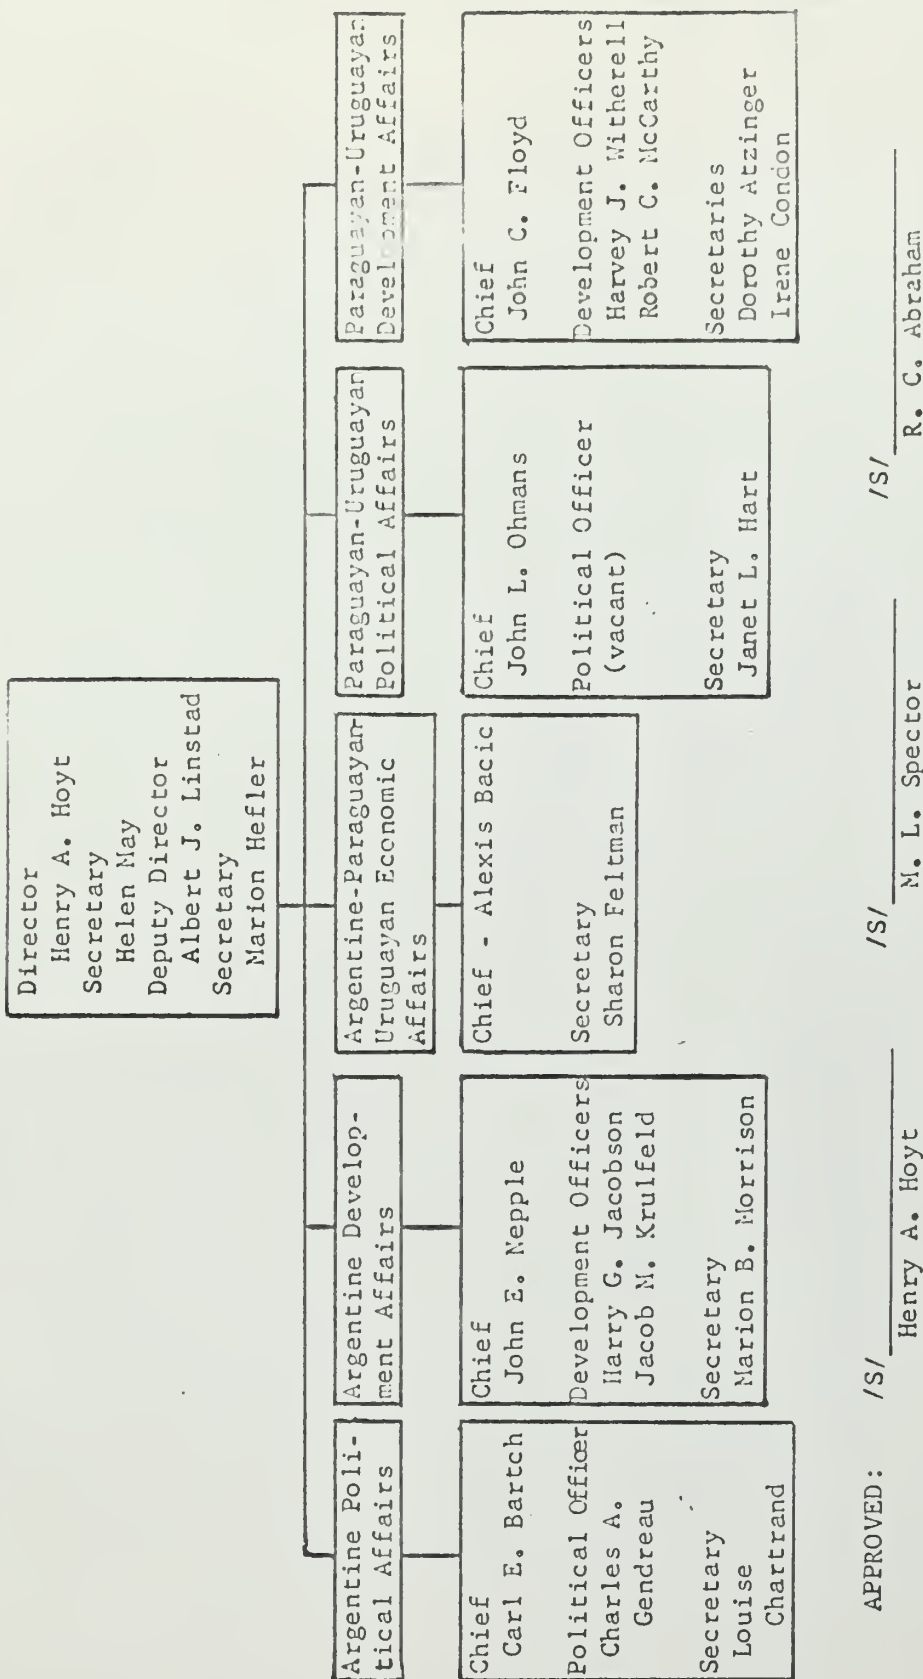 Director
Henry A. Hoyt
Secretary
Helen May
Deputy Director
Albert J. Linstad
Secretary
Marion Hefler
Argentine Poli-
tical Affairs
Chief
Carl E. Bartch
Political Officer
Charles A.
Gendreau
Secretary
Louise
Chartrand
Argentine Develop-
ment Affairs
Chief
John E. Nepple
Development Officers
Harry G. Jacobson
Jacob M. Krulfeld
Secretary
Marion B. Morrison
Argentine-Paraguayan-
Uruguayan Economic
Affairs
Chief - Alexis Bacic
Secretary
Sharon Feltman
Paraguayan-Uruguayan
Political Affairs
Chief
John L. Ohmans
Political Officer
(vacant)
Secretary
Janet L. Hart
Paraguayan-Uruguayan
Development Affairs
Chief
John C. Floyd
Development Officers
Harvey J. Witherell
Robert C. McCarthy
Secretaries
Dorothy Atzinger
Irene Condon
APPROVED: /S/ /S/ /S/
Henry A. Hoyt M. L. Spector R. C. Abraham